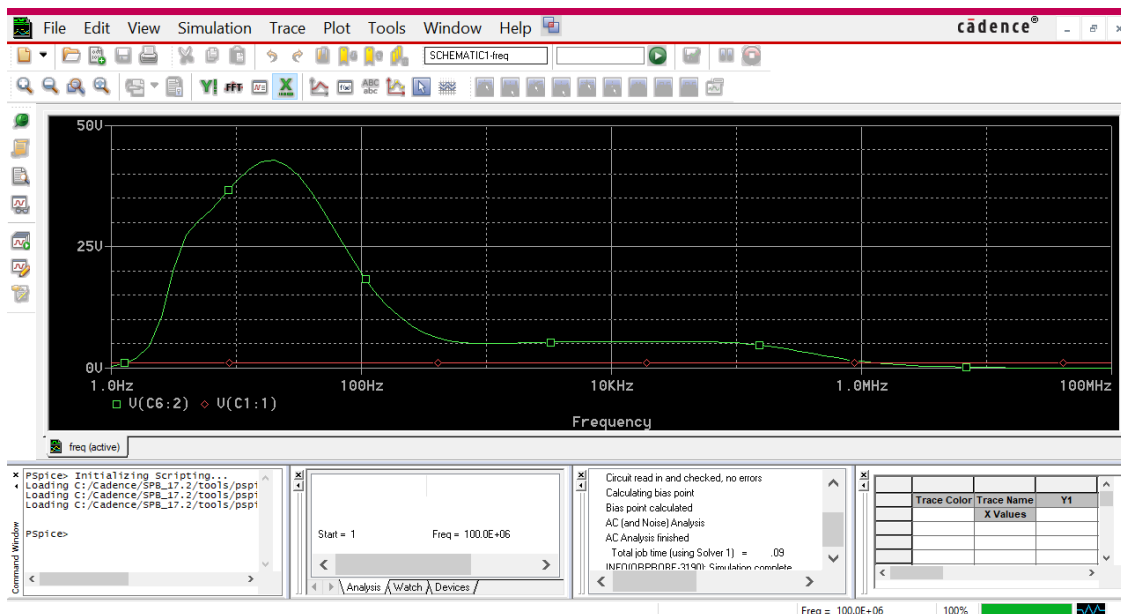 File Edit View Simulation Trace Plot Tools Window Help cādence®
SCHEMATIC1-freq
50V
25V
0V
1.0Hz 100Hz 10KHz 1.0MHz 100MHz
V(C6:2) V(C1:1)
Frequency
freq (active)
Command Window
PSpice> Initializing Scripting...
Loading C:/Cadence/SPB_17.2/tools/pspi
Loading C:/Cadence/SPB_17.2/tools/pspi
Loading C:/Cadence/SPB_17.2/tools/pspi
PSpice>
Start = 1 Freq = 100.0E+06
Analysis Watch Devices
Circuit read in and checked, no errors
Calculating bias point
Bias point calculated
AC (and Noise) Analysis
AC Analysis finished
Total job time (using Solver 1) = .09
INFO(ORPROBE-3190): Simulation complete
Trace Color Trace Name Y1
X Values
Freq = 100.0E+06 100%